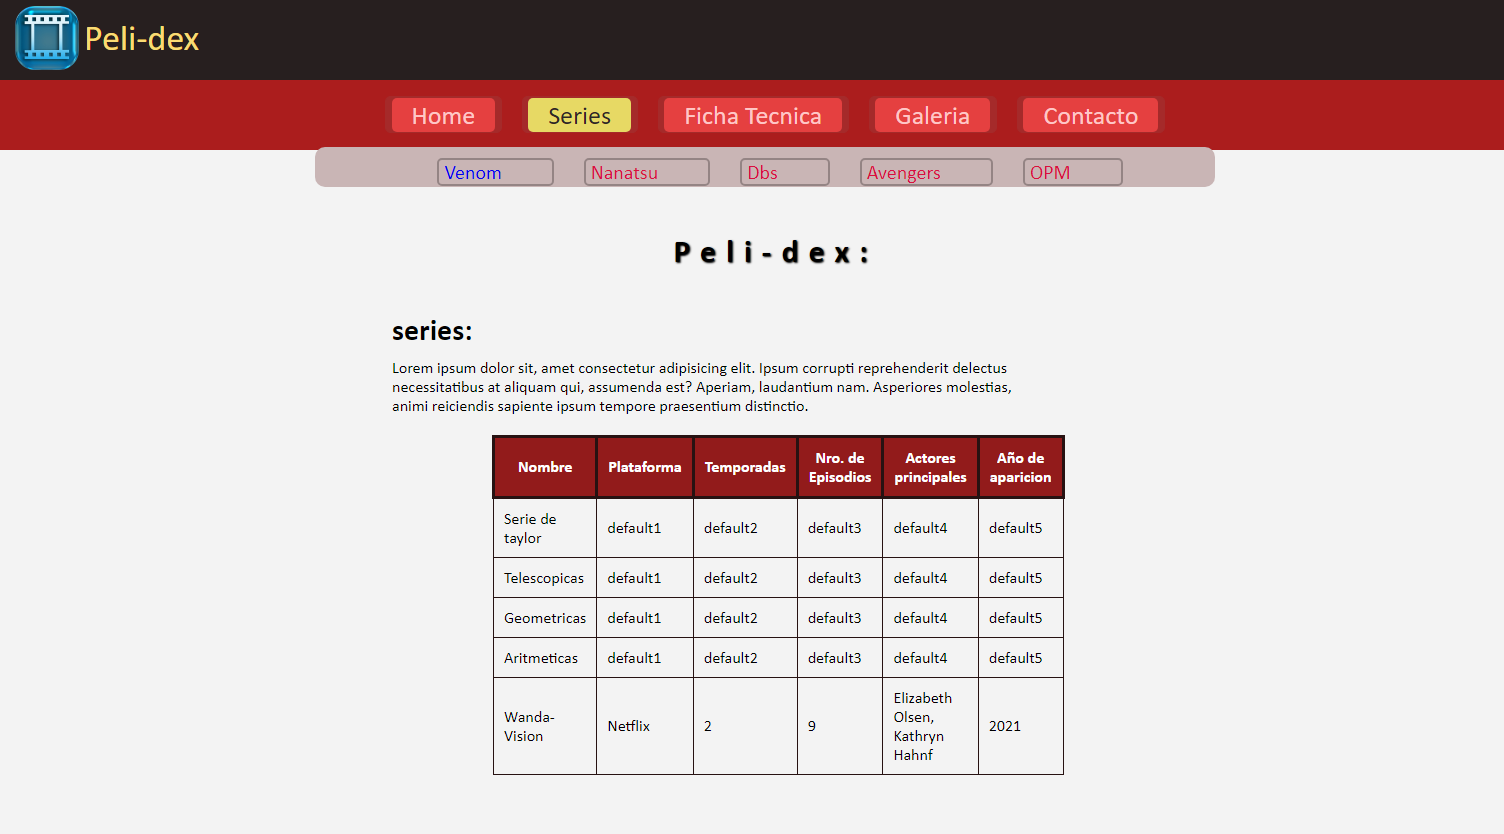 Peli-dex
Home Series Ficha Tecnica Galeria Contacto
Venom Nanatsu Dbs Avengers OPM
Peli-dex:
series:
Lorem ipsum dolor sit, amet consectetur adipisicing elit. Ipsum corrupti reprehenderit delectus
necessitatibus at aliquam qui, assumenda est? Aperiam, laudantium nam. Asperiores molestias,
animi reiciendis sapiente ipsum tempore praesentium distinctio.
Nombre Plataforma Temporadas Nro. de Episodios Actores principales Año de aparicion
Serie de taylor default1 default2 default3 default4 default5
Telescopicas default1 default2 default3 default4 default5
Geometricas default1 default2 default3 default4 default5
Aritmeticas default1 default2 default3 default4 default5
Wanda-Vision Netflix 2 9 Elizabeth Olsen, Kathryn Hahnf 2021